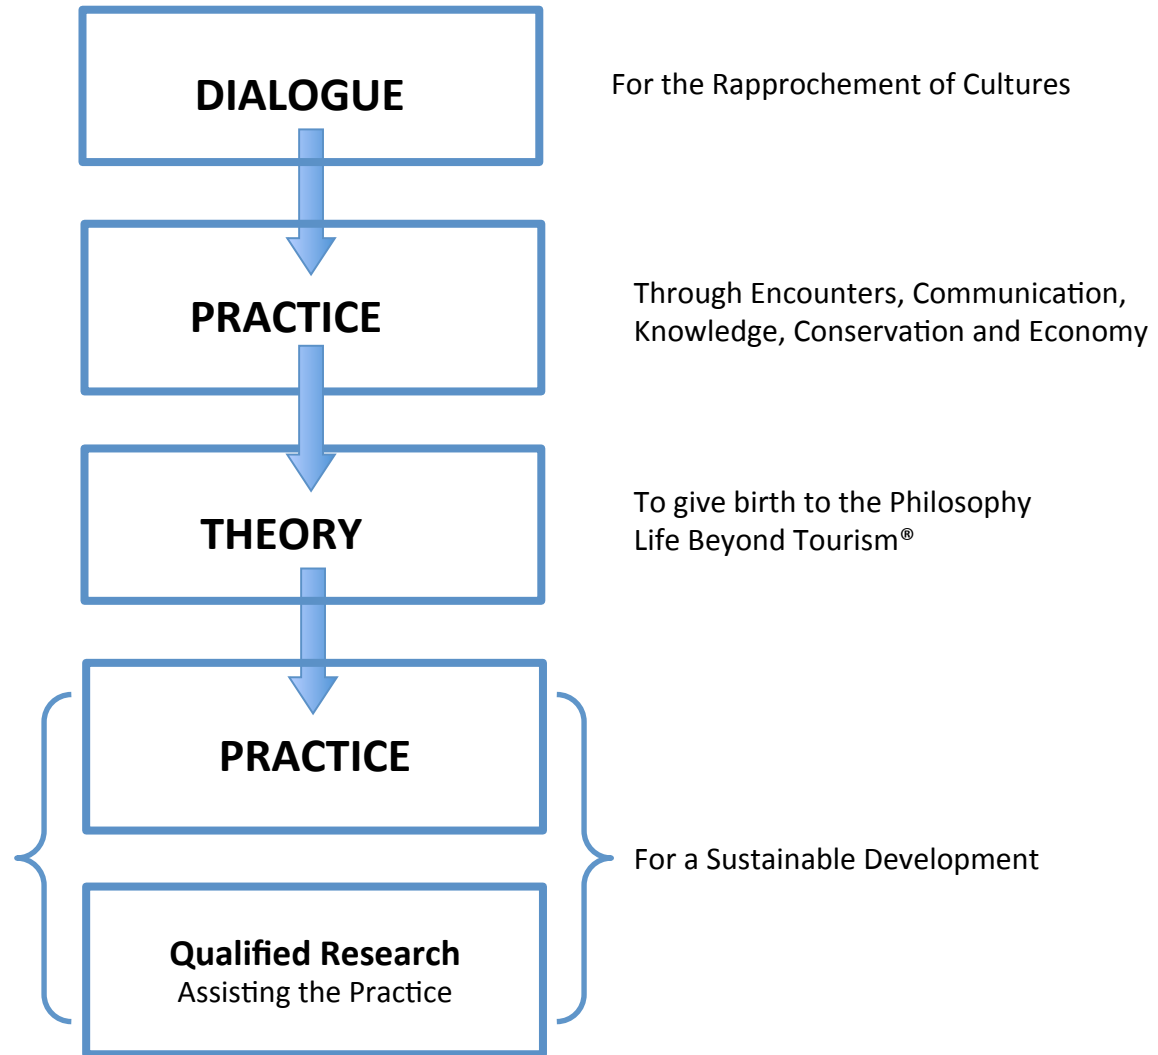 DIALOGUE
For the Rapprochement of Cultures
PRACTICE
Through Encounters, Communication,
Knowledge, Conservation and Economy
THEORY
To give birth to the Philosophy
Life Beyond Tourism®
PRACTICE
For a Sustainable Development
Qualified Research
Assisting the Practice